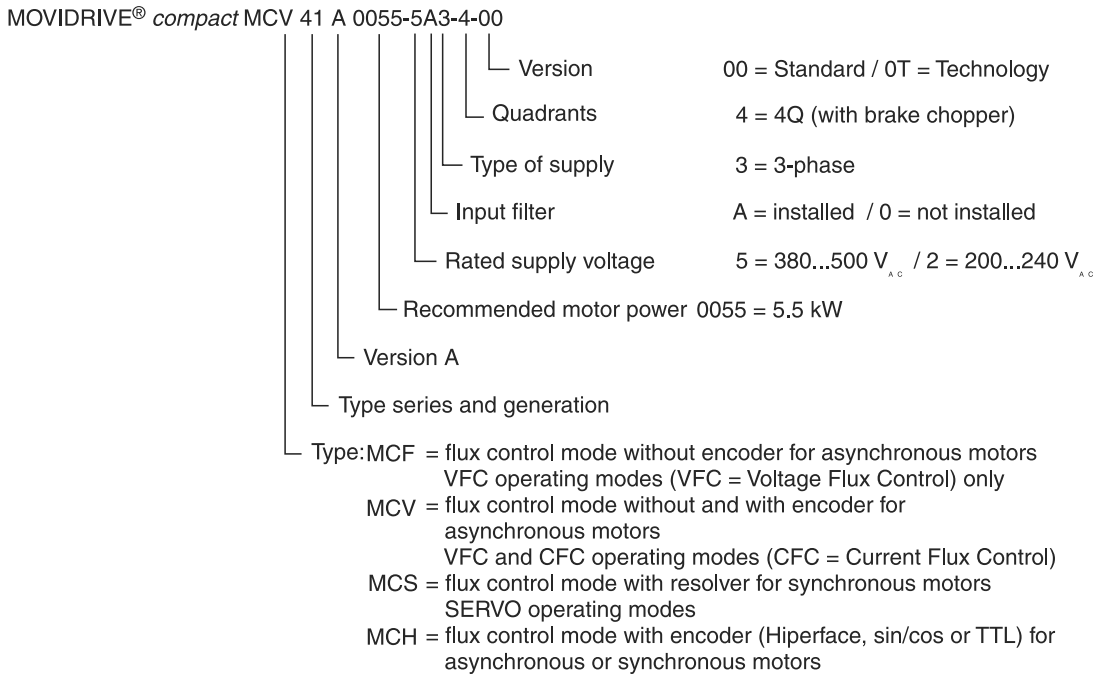 MOVIDRIVE® compact MCV 41 A 0055-5A3-4-00
Version 00 = Standard / 0T = Technology
Quadrants 4 = 4Q (with brake chopper)
Type of supply 3 = 3-phase
Input filter A = installed / 0 = not installed
Rated supply voltage 5 = 380...500 V AC / 2 = 200...240 V AC
Recommended motor power 0055 = 5.5 kW
Version A
Type series and generation
Type: MCF = flux control mode without encoder for asynchronous motors
VFC operating modes (VFC = Voltage Flux Control) only
MCV = flux control mode without and with encoder for
asynchronous motors
VFC and CFC operating modes (CFC = Current Flux Control)
MCS = flux control mode with resolver for synchronous motors
SERVO operating modes
MCH = flux control mode with encoder (Hiperface, sin/cos or TTL) for
asynchronous or synchronous motors